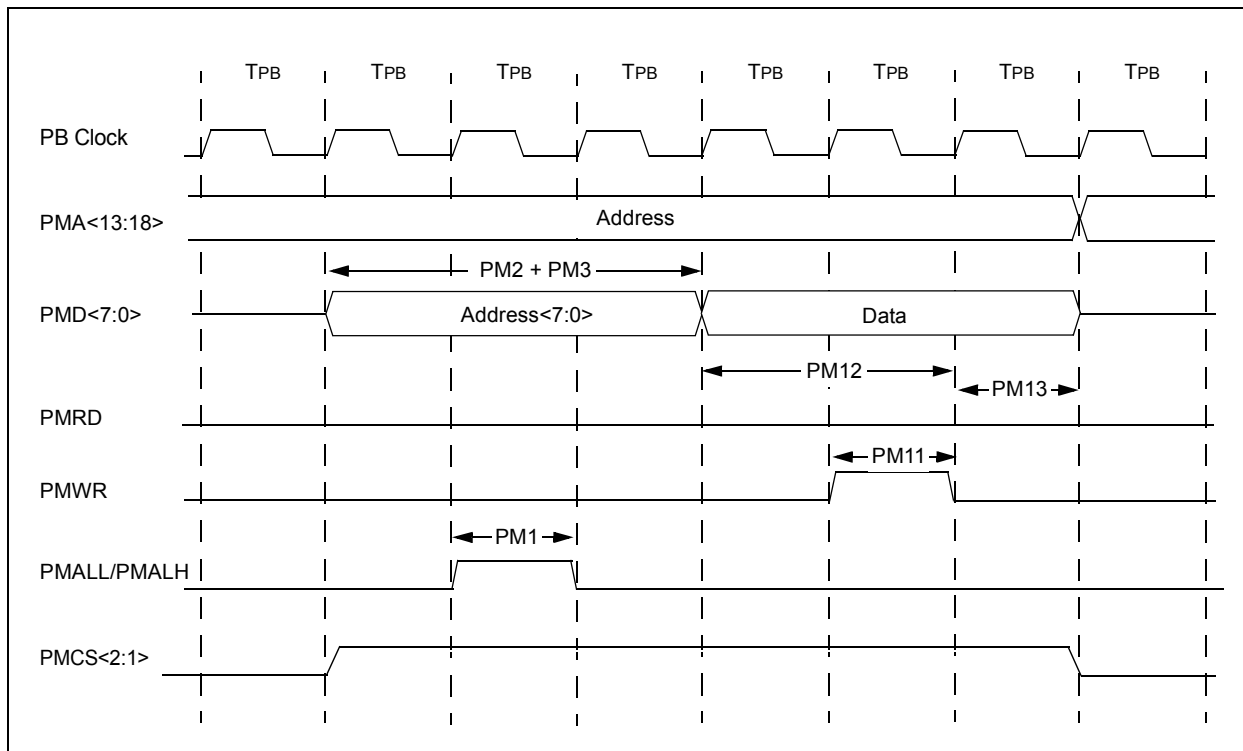 TPB TPB TPB TPB TPB TPB TPB TPB
PB Clock
PMA<13:18>
Address
PM2 + PM3
PMD<7:0>
Address<7:0>
Data
PM12
PM13
PMRD
PM11
PMWR
PM1
PMALL/PMALH
PMCS<2:1>